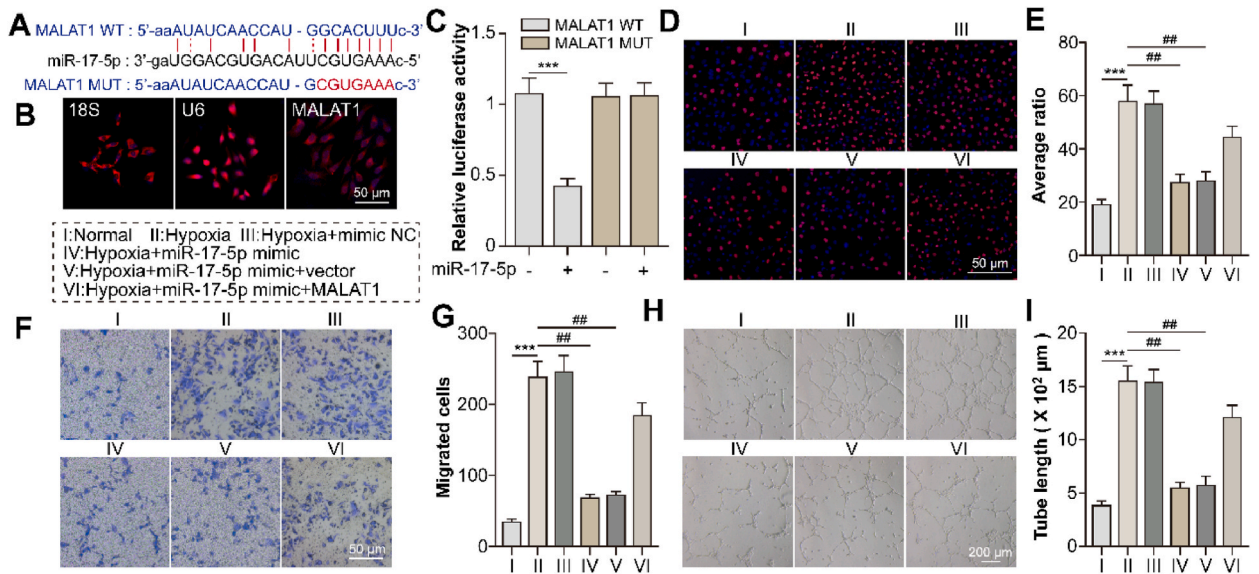 A
MALAT1 WT : 5'-aaAUAUCAACCAU - GGCACUUUc-3'
miR-17-5p : 3'-gaUGGACGUGACAUUCGUGAAAc-5'
MALAT1 MUT : 5'-aaAUAUCAACCAU - GCGUGAAAc-3'
B
18S
U6
MALAT1
50 μm
I:Normal II:Hypoxia III:Hypoxia+mimic NC
IV:Hypoxia+miR-17-5p mimic
V:Hypoxia+miR-17-5p mimic+vector
VI:Hypoxia+miR-17-5p mimic+MALAT1
C
MALAT1 WT
MALAT1 MUT
Relative luciferase activity
1.5
1
0.5
0
***
miR-17-5p - + - +
D
I II III
IV V VI
50 μm
E
Average ratio
80
60
40
20
0
***
##
##
I II III IV V VI
F
I II III
IV V VI
50 μm
G
Migrated cells
300
200
100
0
***
##
##
I II III IV V VI
H
I II III
IV V VI
200 μm
I
Tube length ( X 10² μm )
20
15
10
5
0
***
##
##
I II III IV V VI